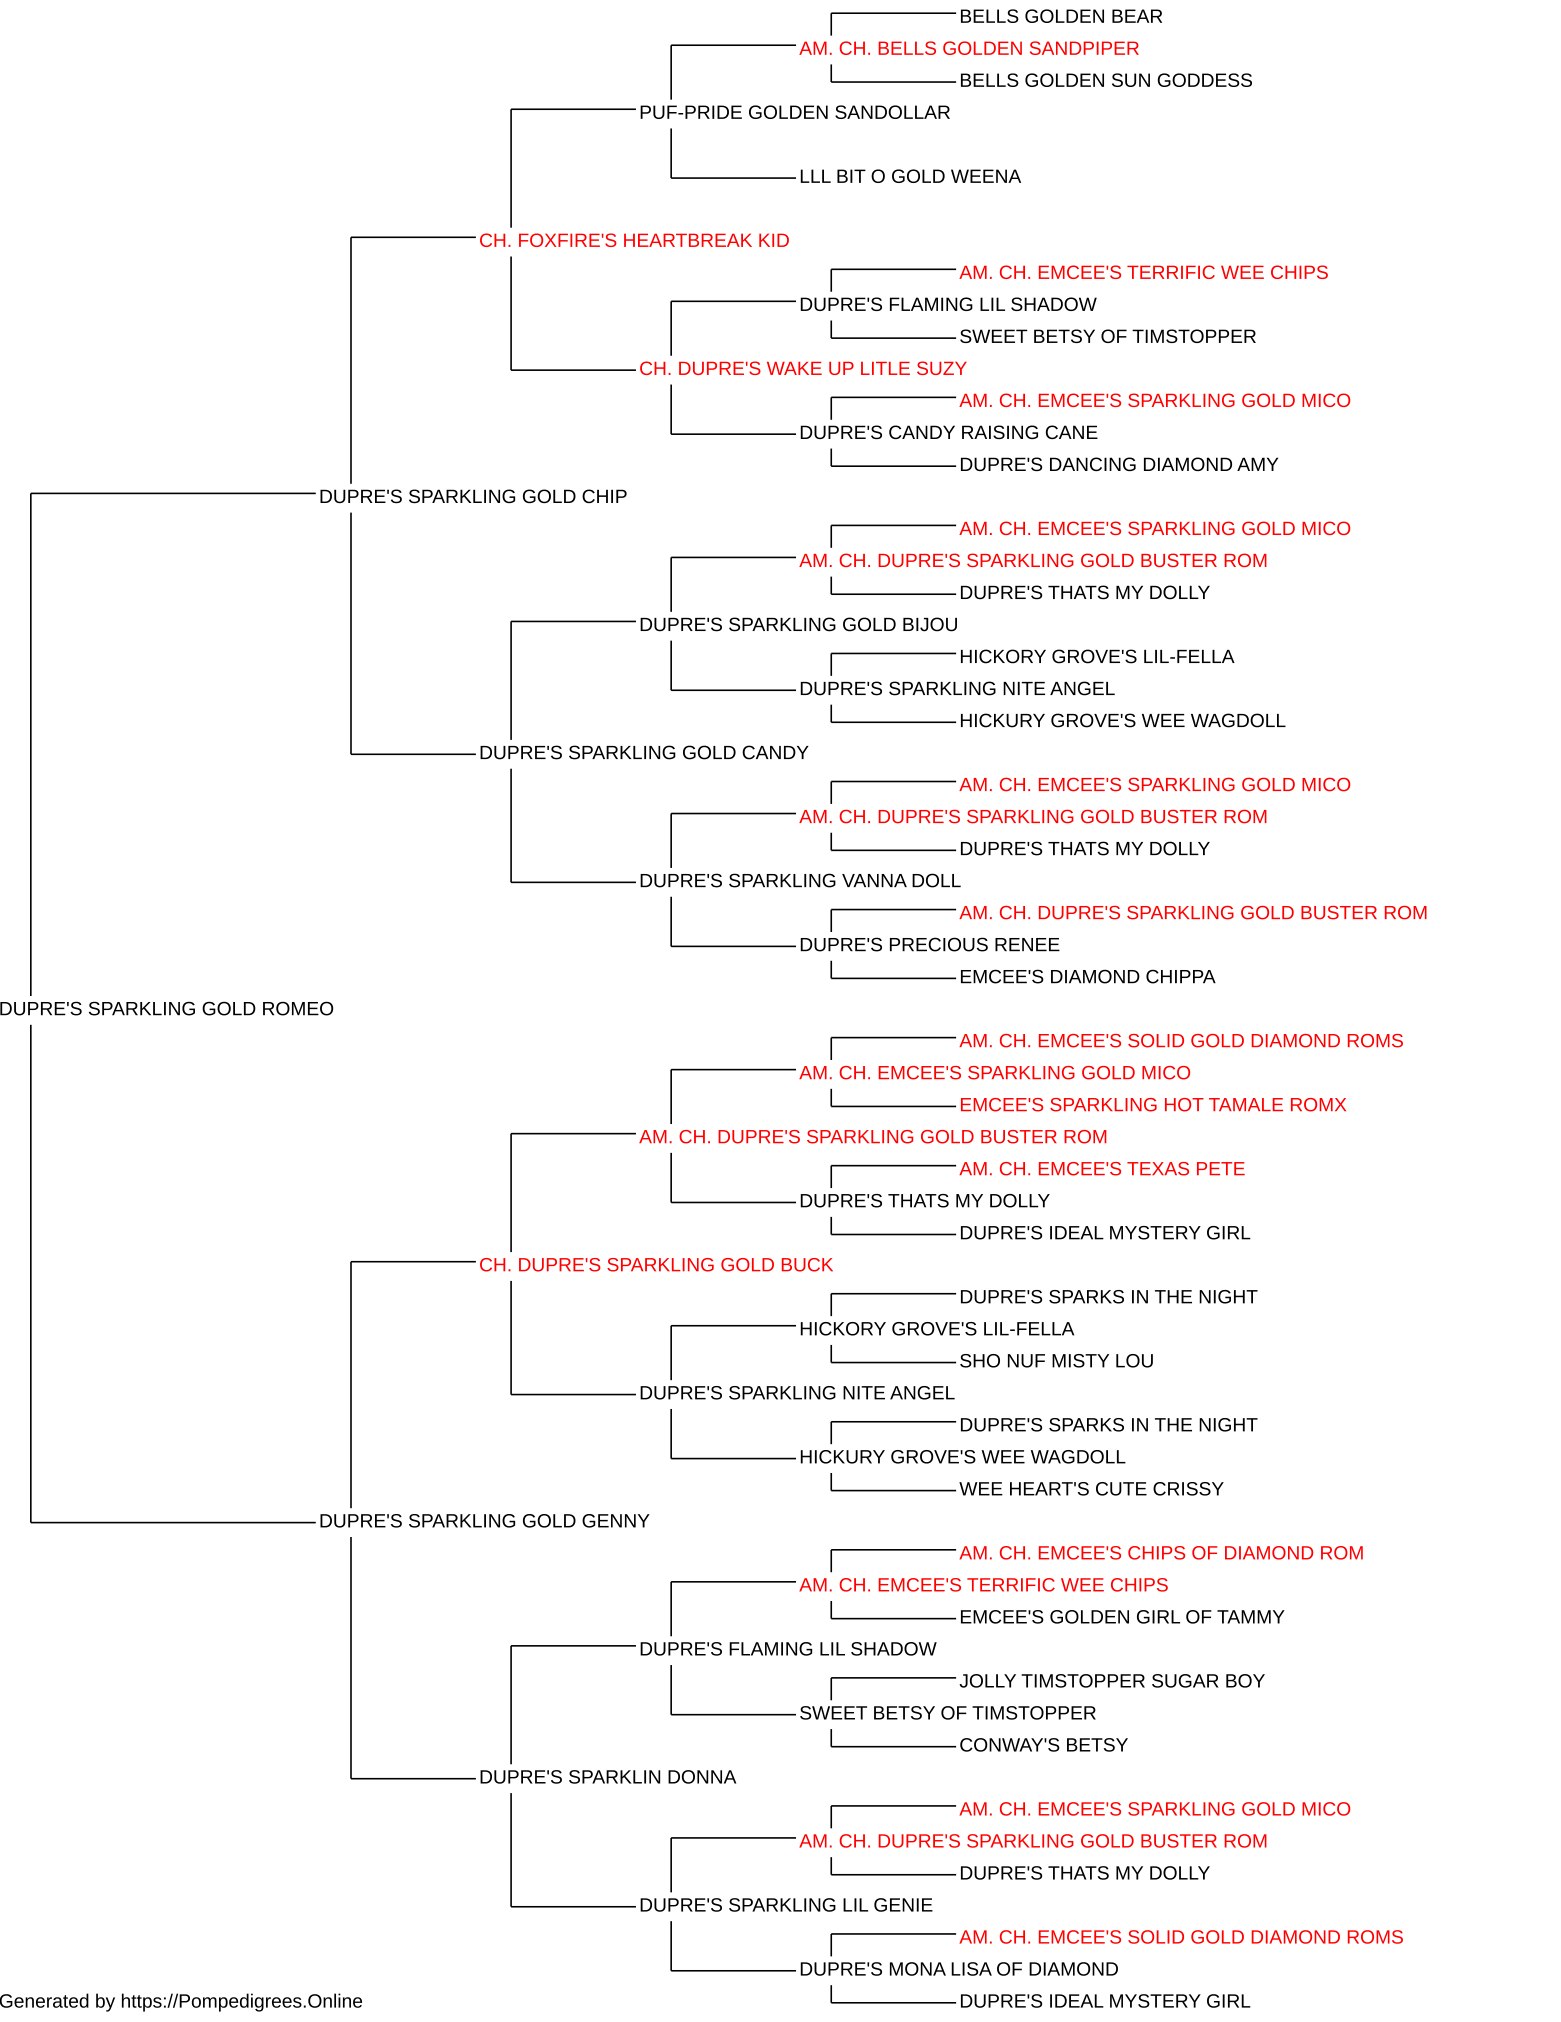 BELLS GOLDEN BEAR
AM. CH. BELLS GOLDEN SANDPIPER
BELLS GOLDEN SUN GODDESS
PUF-PRIDE GOLDEN SANDOLLAR
LLL BIT O GOLD WEENA
CH. FOXFIRE'S HEARTBREAK KID
AM. CH. EMCEE'S TERRIFIC WEE CHIPS
DUPRE'S FLAMING LIL SHADOW
SWEET BETSY OF TIMSTOPPER
CH. DUPRE'S WAKE UP LITLE SUZY
AM. CH. EMCEE'S SPARKLING GOLD MICO
DUPRE'S CANDY RAISING CANE
DUPRE'S DANCING DIAMOND AMY
DUPRE'S SPARKLING GOLD CHIP
AM. CH. EMCEE'S SPARKLING GOLD MICO
AM. CH. DUPRE'S SPARKLING GOLD BUSTER ROM
DUPRE'S THATS MY DOLLY
DUPRE'S SPARKLING GOLD BIJOU
HICKORY GROVE'S LIL-FELLA
DUPRE'S SPARKLING NITE ANGEL
HICKURY GROVE'S WEE WAGDOLL
DUPRE'S SPARKLING GOLD CANDY
AM. CH. EMCEE'S SPARKLING GOLD MICO
AM. CH. DUPRE'S SPARKLING GOLD BUSTER ROM
DUPRE'S THATS MY DOLLY
DUPRE'S SPARKLING VANNA DOLL
AM. CH. DUPRE'S SPARKLING GOLD BUSTER ROM
DUPRE'S PRECIOUS RENEE
EMCEE'S DIAMOND CHIPPA
DUPRE'S SPARKLING GOLD ROMEO
AM. CH. EMCEE'S SOLID GOLD DIAMOND ROMS
AM. CH. EMCEE'S SPARKLING GOLD MICO
EMCEE'S SPARKLING HOT TAMALE ROMX
AM. CH. DUPRE'S SPARKLING GOLD BUSTER ROM
AM. CH. EMCEE'S TEXAS PETE
DUPRE'S THATS MY DOLLY
DUPRE'S IDEAL MYSTERY GIRL
CH. DUPRE'S SPARKLING GOLD BUCK
DUPRE'S SPARKS IN THE NIGHT
HICKORY GROVE'S LIL-FELLA
SHO NUF MISTY LOU
DUPRE'S SPARKLING NITE ANGEL
DUPRE'S SPARKS IN THE NIGHT
HICKURY GROVE'S WEE WAGDOLL
WEE HEART'S CUTE CRISSY
DUPRE'S SPARKLING GOLD GENNY
AM. CH. EMCEE'S CHIPS OF DIAMOND ROM
AM. CH. EMCEE'S TERRIFIC WEE CHIPS
EMCEE'S GOLDEN GIRL OF TAMMY
DUPRE'S FLAMING LIL SHADOW
JOLLY TIMSTOPPER SUGAR BOY
SWEET BETSY OF TIMSTOPPER
CONWAY'S BETSY
DUPRE'S SPARKLIN DONNA
AM. CH. EMCEE'S SPARKLING GOLD MICO
AM. CH. DUPRE'S SPARKLING GOLD BUSTER ROM
DUPRE'S THATS MY DOLLY
DUPRE'S SPARKLING LIL GENIE
AM. CH. EMCEE'S SOLID GOLD DIAMOND ROMS
DUPRE'S MONA LISA OF DIAMOND
DUPRE'S IDEAL MYSTERY GIRL
Generated by https://Pompedigrees.Online